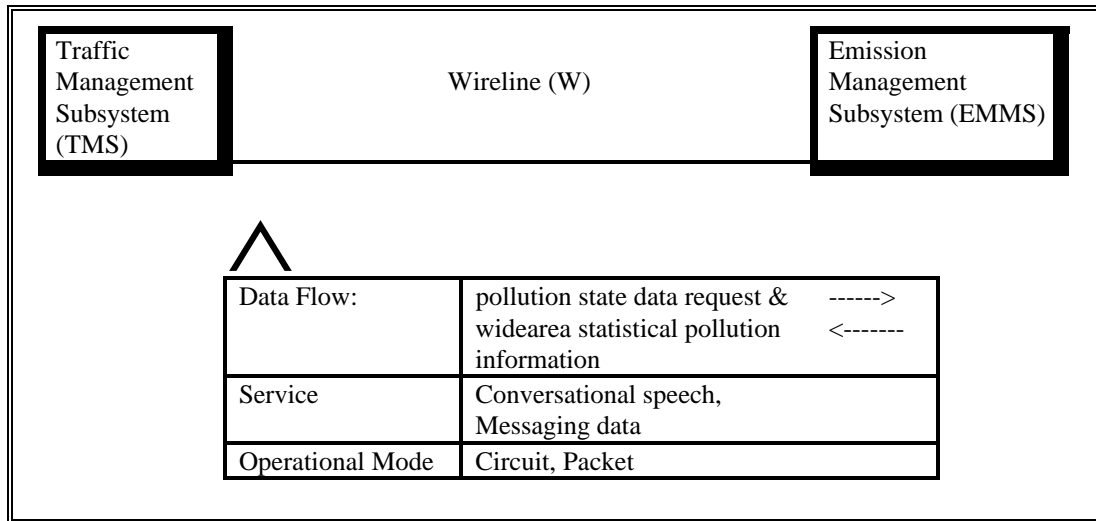 Traffic
Management
Subsystem
(TMS)
Wireline (W)
Emission
Management
Subsystem (EMMS)
Data Flow:
pollution state data request & ------>
widearea statistical pollution <-------
information
Service
Conversational speech,
Messaging data
Operational Mode
Circuit, Packet